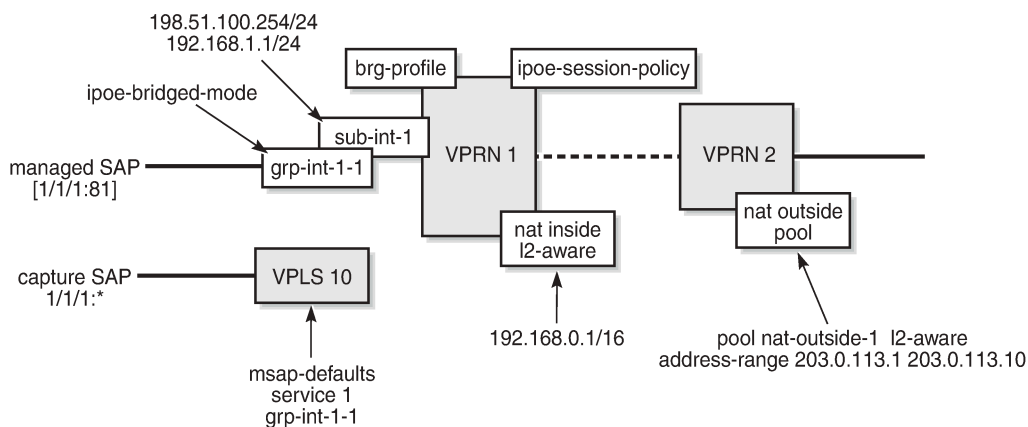 198.51.100.254/24
192.168.1.1/24
brg-profile
ipoe-session-policy
ipoe-bridged-mode
sub-int-1
VPRN 1
VPRN 2
managed SAP
[1/1/1:81]
grp-int-1-1
nat inside
l2-aware
nat outside
pool
capture SAP
1/1/1:*
VPLS 10
192.168.0.1/16
pool nat-outside-1 l2-aware
address-range 203.0.113.1 203.0.113.10
msap-defaults
service 1
grp-int-1-1